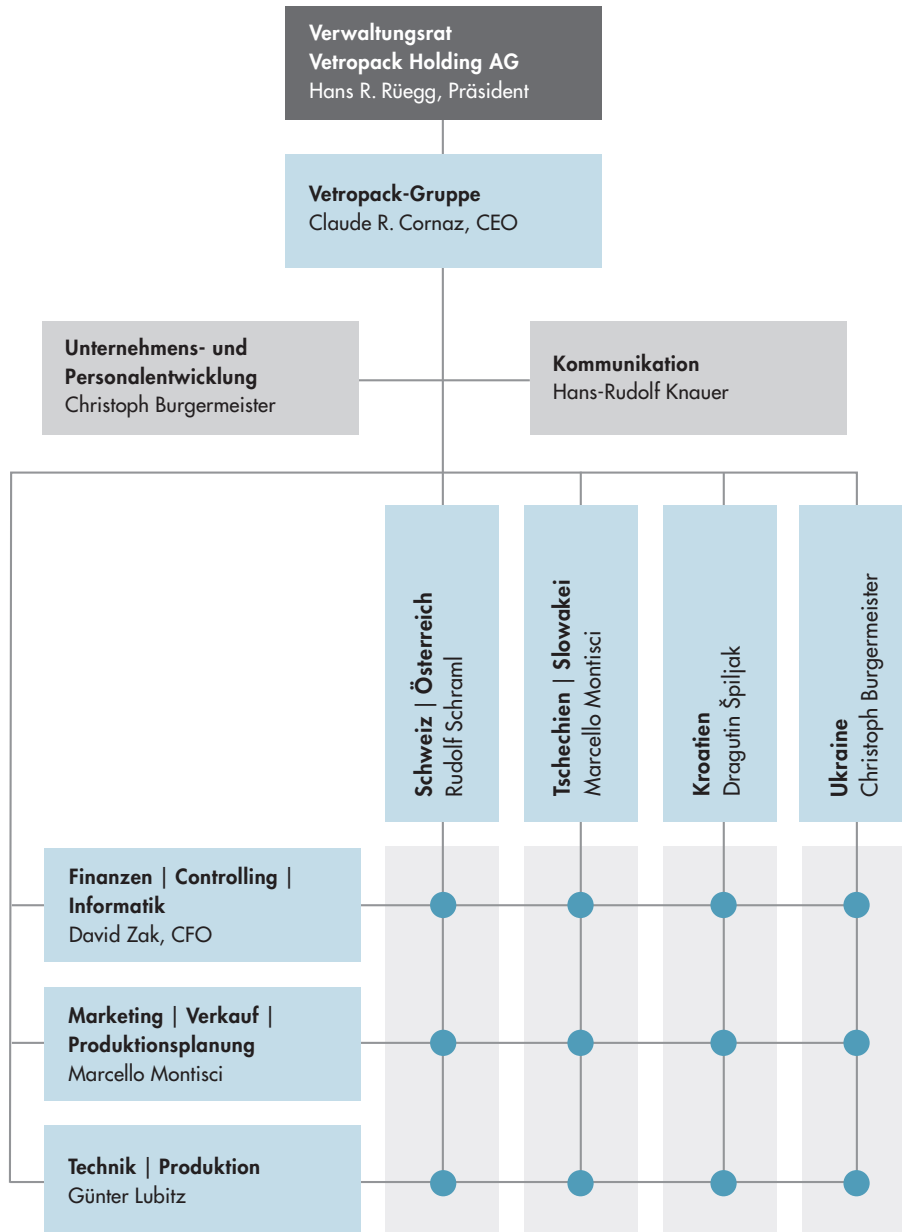 Verwaltungsrat
Vetropack Holding AG
Hans R. Rüegg, Präsident
Vetropack-Gruppe
Claude R. Cornaz, CEO
Unternehmens- und
Personalentwicklung
Christoph Burgermeister
Kommunikation
Hans-Rudolf Knauer
Schweiz | Österreich
Rudolf Schraml
Tschechien | Slowakei
Marcello Montisci
Kroatien
Dragutin Špiljak
Ukraine
Christoph Burgermeister
Finanzen | Controlling |
Informatik
David Zak, CFO
Marketing | Verkauf |
Produktionsplanung
Marcello Montisci
Technik | Produktion
Günter Lubitz